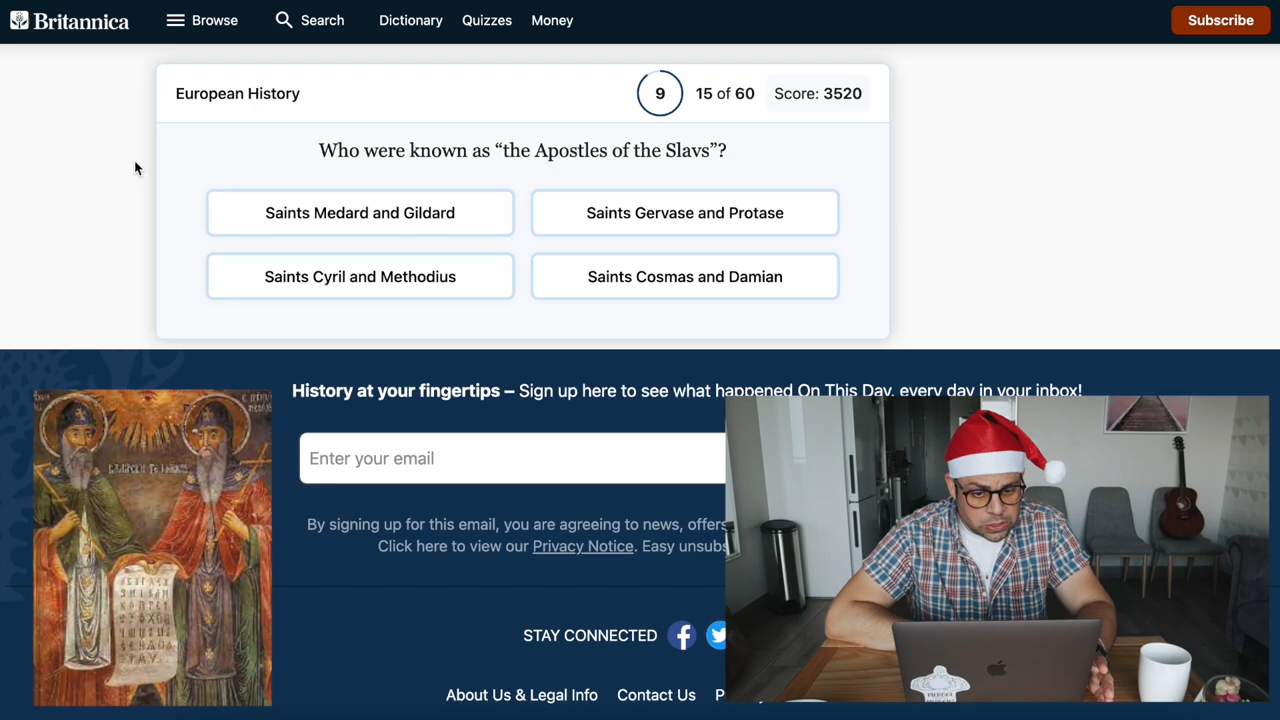 Britannica
Browse
Search
Dictionary
Quizzes
Money
Subscribe
European History
9
15 of 60
Score: 3520
Who were known as “the Apostles of the Slavs”?
Saints Medard and Gildard
Saints Gervase and Protase
Saints Cyril and Methodius
Saints Cosmas and Damian
History at your fingertips – Sign up here to see what happened On This Day, every day in your inbox!
Enter your email
By signing up for this email, you are agreeing to news, offers
Click here to view our Privacy Notice. Easy unsubs
STAY CONNECTED
About Us & Legal Info
Contact Us
P